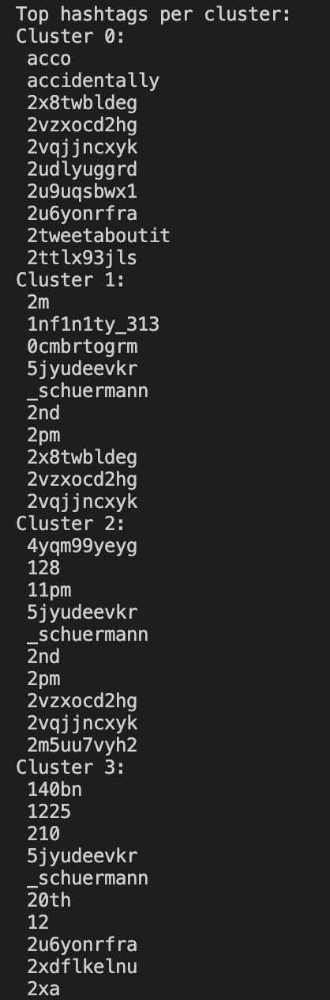 Top hashtags per cluster:
Cluster 0:
acco
accidentally
2x8twbldeg
2vzxocd2hg
2vqjjncxyk
2udlyuggrd
2u9uqsbwx1
2u6yonrfra
2tweetaboutit
2ttlx93jls
Cluster 1:
2m
1nf1n1ty_313
0cmbrtogrm
5jyudeevkr
_schuermann
2nd
2pm
2x8twbldeg
2vzxocd2hg
2vqjjncxyk
Cluster 2:
4yqm99yeyg
128
11pm
5jyudeevkr
_schuermann
2nd
2pm
2vzxocd2hg
2vqjjncxyk
2m5uu7vyh2
Cluster 3:
140bn
1225
210
5jyudeevkr
_schuermann
20th
12
2u6yonrfra
2xdflkelnu
2xa